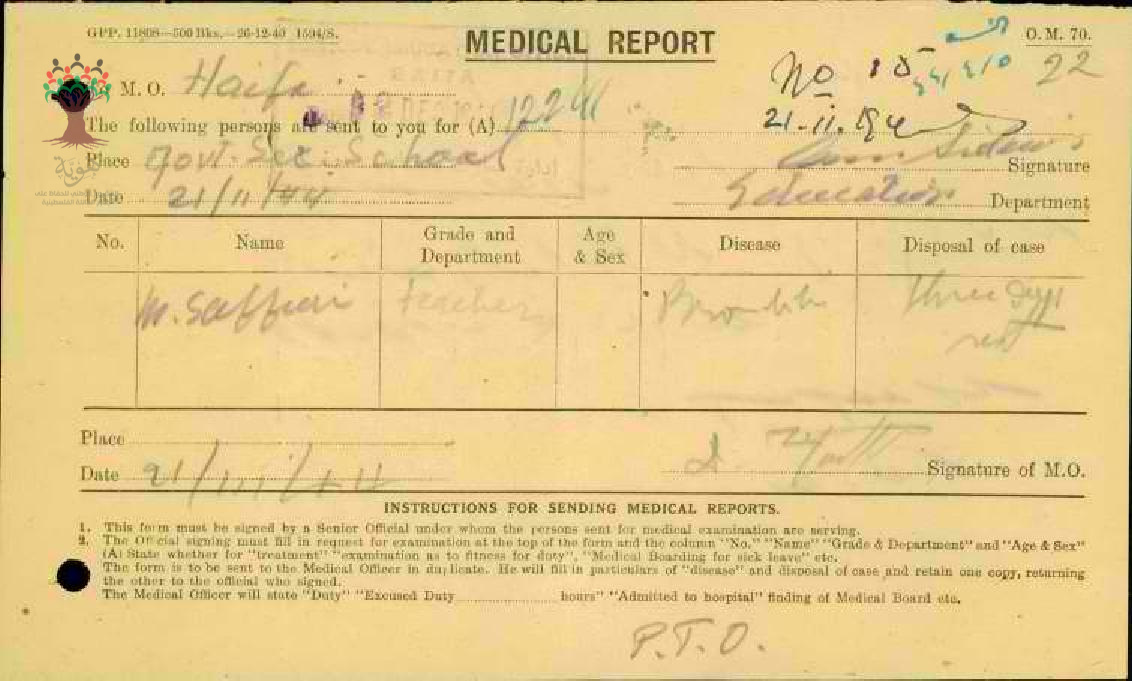 GPP. 11808—500 Bks.—26-12-40 1594/S.
MEDICAL REPORT
O. M. 70.
No 15
22
M. O. Haifa
21.11.
The following persons are sent to you for (A)
Place Govt. Sec. School
Signature
Date 21/11/44
Education Department
No. Name Grade and Department Age & Sex Disease Disposal of case
M. Saffuri teacher Bronchitis three days rest
Place
Date 21/11/44
Signature of M.O.
INSTRUCTIONS FOR SENDING MEDICAL REPORTS.
1. This form must be signed by a Senior Official under whom the persons sent for medical examination are serving.
2. The Official signing must fill in request for examination at the top of the form and the column "No." "Name" "Grade & Department" and "Age & Sex"
(A) State whether for "treatment" "examination as to fitness for duty", "Medical Boarding for sick leave" etc.
The form is to be sent to the Medical Officer in duplicate. He will fill in particulars of "disease" and disposal of case and retain one copy, returning
the other to the official who signed.
The Medical Officer will state "Duty" "Excused Duty hours" "Admitted to hospital" finding of Medical Board etc.
P.T.O.